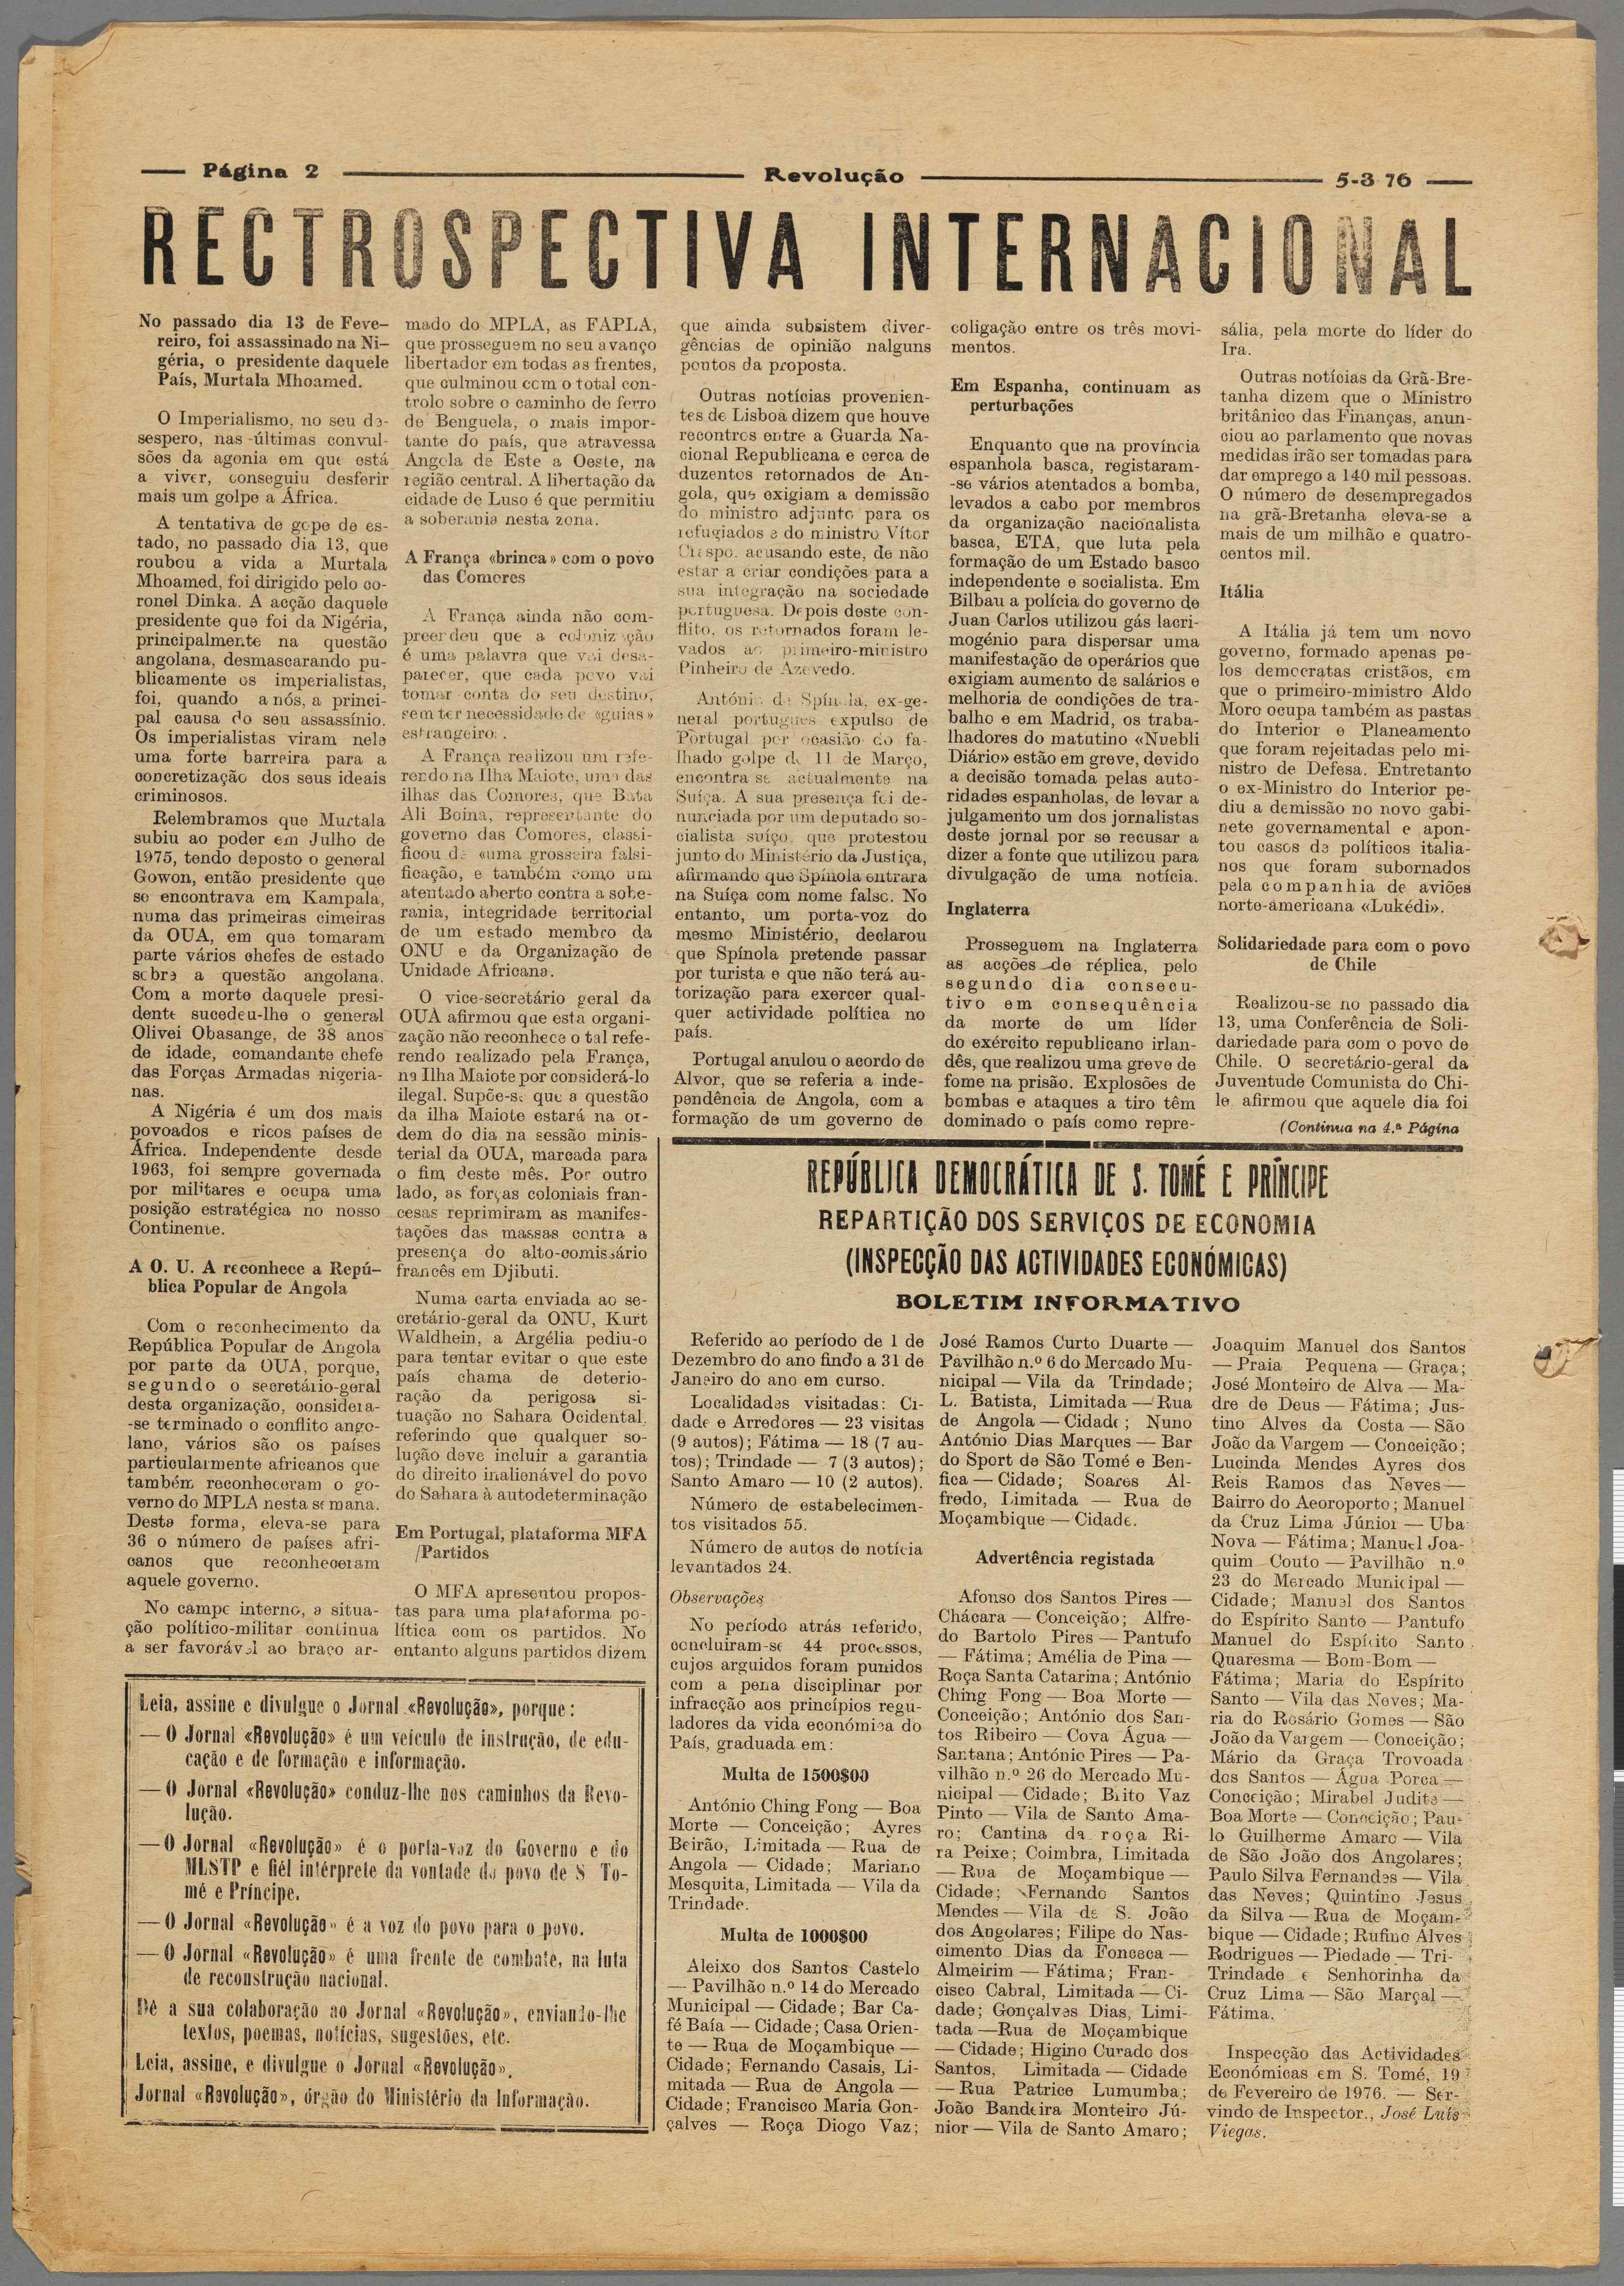 Página 2
Revolução
5-3 76
RECTROSPECTIVA INTERNACIONAL
No passado dia 13 de Feve-
reiro, foi assassinado na Ni-
géria, o presidente daquele
País, Murtala Mhoamed.
O Imperialismo, no seu de-
sespero, nas últimas convul-
sões da agonia em que está
a viver, conseguiu desferir
mais um golpe a África.
A tentativa de gope de es-
tado, no passado dia 13, que
roubou a vida a Murtala
Mhoamed, foi dirigido pelo co-
ronel Dinka. A acção daquele
presidente que foi da Nigéria,
principalmente na questão
angolana, desmascarando pu-
blicamente os imperialistas,
foi, quando a nós, a princi-
pal causa do seu assassínio.
Os imperialistas viram nele
uma forte barreira para a
concretização dos seus ideais
criminosos.
Relembramos que Murtala
subiu ao poder em Julho de
1975, tendo deposto o general
Gowon, então presidente que
se encontrava em Kampala,
numa das primeiras cimeiras
da OUA, em que tomaram
parte vários chefes de estado
sobre a questão angolana.
Com a morte daquele presi-
dente sucedeu-lhe o general
Olivei Obasange, de 38 anos
de idade, comandante chefe
das Forças Armadas nigeria-
nas.
A Nigéria é um dos mais
povoados e ricos países de
África. Independente desde
1963, foi sempre governada
por militares e ocupa uma
posição estratégica no nosso
Continente.
A O. U. A reconhece a Repú-
blica Popular de Angola
Com o reconhecimento da
República Popular de Angola
por parte da OUA, porque,
segundo o secretário-geral
desta organização, considera-
-se terminado o conflito ango-
lano, vários são os países
particularmente africanos que
também reconheceram o go-
verno do MPLA nesta semana.
Desta forma, eleva-se para
36 o número de países afri-
canos que reconheceram
aquele governo.
No campo interno, a situa-
ção político-militar continua
a ser favorável ao braço ar-
mado do MPLA, as FAPLA,
que prosseguem no seu avanço
libertador em todas as frentes,
que culminou com o total con-
trolo sobre o caminho de ferro
de Benguela, o mais impor-
tante do país, que atravessa
Angola de Este a Oeste, na
região central. A libertação da
cidade de Luso é que permitiu
a soberania nesta zona.
A França «brinca» com o povo
das Comores
A França ainda não com-
preendeu que a colonização
é uma palavra que vai desa-
parecer, que cada povo vai
tomar conta do seu destino,
sem ter necessidade de «guias»
estrangeiros.
A França realizou um refe-
rendo na Ilha Maiote, uma das
ilhas das Comores, que Bata
Ali Boina, representante do
governo das Comores, classi-
ficou de «uma grosseira falsi-
ficação, e também como um
atentado aberto contra a sobe-
rania, integridade territorial
de um estado membro da
ONU e da Organização de
Unidade Africana.
O vice-secretário geral da
OUA afirmou que esta organi-
zação não reconhece o tal refe-
rendo realizado pela França,
na Ilha Maiote por considerá-lo
ilegal. Supõe-se que a questão
da ilha Maiote estará na or-
dem do dia na sessão minis-
terial da OUA, marcada para
o fim deste mês. Por outro
lado, as forças coloniais fran-
cesas reprimiram as manifes-
tações das massas contra a
presença do alto-comissário
francês em Djibuti.
Numa carta enviada ao se-
cretário-geral da ONU, Kurt
Waldhein, a Argélia pediu-o
para tentar evitar o que este
país chama de deterio-
ração da perigosa si-
tuação no Sahara Ocidental,
referindo que qualquer so-
lução deve incluir a garantia
do direito inalienável do povo
do Sahara à autodeterminação
Em Portugal, plataforma MFA
/Partidos
O MFA apresentou propos-
tas para uma plataforma po-
lítica com os partidos. No
entanto alguns partidos dizem
que ainda subsistem diver-
gências de opinião nalguns
pontos da proposta.
Outras notícias provenien-
tes de Lisboa dizem que houve
recontros entre a Guarda Na-
cional Republicana e cerca de
duzentos retornados de An-
gola, que exigiam a demissão
do ministro adjunto para os
refugiados e do ministro Vítor
Crespo, acusando este, de não
estar a criar condições para a
sua integração na sociedade
portuguesa. Depois deste con-
flito, os retornados foram le-
vados ao primeiro-ministro
Pinheiro de Azevedo.
António de Spínola, ex-ge-
neral português expulso de
Portugal por ocasião do fa-
lhado golpe de 11 de Março,
encontra se actualmente na
Suíça. A sua presença foi de-
nunciada por um deputado so-
cialista suíço, que protestou
junto do Ministério da Justiça,
afirmando que Spínola entrara
na Suíça com nome falso. No
entanto, um porta-voz do
mesmo Ministério, declarou
que Spínola pretende passar
por turista e que não terá au-
torização para exercer qual-
quer actividade política no
país.
Portugal anulou o acordo de
Alvor, que se referia a inde-
pendência de Angola, com a
formação de um governo de
coligação entre os três movi-
mentos.
Em Espanha, continuam as
perturbações
Enquanto que na província
espanhola basca, registaram-
-se vários atentados a bomba,
levados a cabo por membros
da organização nacionalista
basca, ETA, que luta pela
formação de um Estado basco
independente e socialista. Em
Bilbau a polícia do governo de
Juan Carlos utilizou gás lacri-
mogénio para dispersar uma
manifestação de operários que
exigiam aumento de salários e
melhoria de condições de tra-
balho e em Madrid, os traba-
lhadores do matutino «Nuebli
Diário» estão em greve, devido
a decisão tomada pelas auto-
ridades espanholas, de levar a
julgamento um dos jornalistas
deste jornal por se recusar a
dizer a fonte que utilizou para
divulgação de uma notícia.
Inglaterra
Prosseguem na Inglaterra
as acções de réplica, pelo
segundo dia consecu-
tivo em consequência
da morte de um líder
do exército republicano irlan-
dês, que realizou uma greve de
fome na prisão. Explosões de
bombas e ataques a tiro têm
dominado o país como repre-
sália, pela morte do líder do
Ira.
Outras notícias da Grã-Bre-
tanha dizem que o Ministro
britânico das Finanças, anun-
ciou ao parlamento que novas
medidas irão ser tomadas para
dar emprego a 140 mil pessoas.
O número de desempregados
na grã-Bretanha eleva-se a
mais de um milhão e quatro-
centos mil.
Itália
A Itália já tem um novo
governo, formado apenas pe-
los democratas cristãos, em
que o primeiro-ministro Aldo
Moro ocupa também as pastas
do Interior e Planeamento
que foram rejeitadas pelo mi-
nistro de Defesa. Entretanto
o ex-Ministro do Interior pe-
diu a demissão no novo gabi-
nete governamental e apon-
tou casos de políticos italia-
nos que foram subornados
pela companhia de aviões
norte-americana «Lukédi».
Solidariedade para com o povo
de Chile
Realizou-se no passado dia
13, uma Conferência de Soli-
dariedade para com o povo de
Chile. O secretário-geral da
Juventude Comunista do Chi-
le afirmou que aquele dia foi
(Continua na 4.ª Página
REPÚBLICA DEMOCRÁTICA DE S. TOMÉ E PRÍNCIPE
REPARTIÇÃO DOS SERVIÇOS DE ECONOMIA
(INSPECÇÃO DAS ACTIVIDADES ECONÓMICAS)
BOLETIM INFORMATIVO
Referido ao período de 1 de
Dezembro do ano findo a 31 de
Janeiro do ano em curso.
Localidades visitadas: Ci-
dade e Arredores — 23 visitas
(9 autos); Fátima — 18 (7 au-
tos); Trindade — 7 (3 autos);
Santo Amaro — 10 (2 autos).
Número de estabelecimen-
tos visitados 55.
Número de autos de notícia
levantados 24.
Observações
No período atrás referido,
concluiram-se 44 processos,
cujos arguidos foram punidos
com a pena disciplinar por
infracção aos princípios regu-
ladores da vida económica do
País, graduada em:
Multa de 1500$00
António Ching Fong — Boa
Morte — Conceição; Ayres
Beirão, Limitada — Rua de
Angola — Cidade; Mariano
Mesquita, Limitada — Vila da
Trindade.
Multa de 1000$00
Aleixo dos Santos Castelo
— Pavilhão n.º 14 do Mercado
Municipal — Cidade; Bar Ca-
fé Baía — Cidade; Casa Orien-
te — Rua de Moçambique —
Cidade; Fernando Casais, Li-
mitada — Rua de Angola —
Cidade; Francisco Maria Gon-
çalves — Roça Diogo Vaz;
José Ramos Curto Duarte —
Pavilhão n.º 6 do Mercado Mu-
nicipal — Vila da Trindade;
L. Batista, Limitada — Rua
de Angola — Cidade; Nuno
António Dias Marques — Bar
do Sport de São Tomé e Ben-
fica — Cidade; Soares Al-
fredo, Limitada — Rua de
Moçambique — Cidade.
Advertência registada
Afonso dos Santos Pires —
Chácara — Conceição; Alfre-
do Bartolo Pires — Pantufo
— Fátima; Amélia de Pina —
Roça Santa Catarina; António
Ching Fong — Boa Morte —
Conceição; António dos San-
tos Ribeiro — Cova Água —
Santana; António Pires — Pa-
vilhão n.º 26 do Mercado Mu-
nicipal — Cidade; Brito Vaz
Pinto — Vila de Santo Ama-
ro; Cantina da roça Ri-
ra Peixe; Coimbra, Limitada
— Rua de Moçambique —
Cidade; Fernando Santos
Mendes — Vila de S. João
dos Angolares; Filipe do Nas-
cimento Dias da Fonceca —
Almeirim — Fátima; Fran-
cisco Cabral, Limitada — Ci-
dade; Gonçalves Dias, Limi-
tada — Rua de Moçambique
— Cidade; Higino Curado dos
Santos, Limitada — Cidade
— Rua Patrice Lumumba;
João Bandeira Monteiro Jú-
nior — Vila de Santo Amaro;
Joaquim Manuel dos Santos
— Praia Pequena — Graça;
José Monteiro de Alva — Ma-
dre de Deus — Fátima; Jus-
tino Alves da Costa — São
João da Vargem — Conceição;
Lucinda Mendes Ayres dos
Reis Ramos das Neves —
Bairro do Aeoroporto; Manuel
da Cruz Lima Júnior — Uba
Nova — Fátima; Manuel Joa-
quim Couto — Pavilhão n.º
23 do Mercado Municipal —
Cidade; Manuel dos Santos
do Espírito Santo — Pantufo
Manuel do Espírito Santo
Quaresma — Bom-Bom —
Fátima; Maria do Espírito
Santo — Vila das Neves; Ma-
ria do Rosário Gomes — São
João da Vargem — Conceição;
Mário da Graça Trovoada
dos Santos — Água Porca —
Conceição; Mirabel Judite —
Boa Morte — Conceição; Pau-
lo Guilherme Amaro — Vila
de São João dos Angolares;
Paulo Silva Fernandes — Vila
das Neves; Quintino Jesus
da Silva — Rua de Moçam-
bique — Cidade; Rufino Alves
Rodrigues — Piedade — Tri-
Trindade e Senhorinha da
Cruz Lima — São Marçal —
Fátima.
Inspecção das Actividades
Económicas em S. Tomé, 19
de Fevereiro de 1976. — Ser-
vindo de Inspector., José Luís
Viegas.
Leia, assine e divulgue o Jornal «Revolução», porque:
— O Jornal «Revolução» é um veículo de instrução, de edu-
cação e de formação e informação.
— O Jornal «Revolução» conduz-lhe nos caminhos da Revo-
lução.
— O Jornal «Revolução» é o porta-voz do Governo e do
MLSTP e fiél intérprete da vontade do povo de S To-
mé e Príncipe.
— O Jornal «Revolução» é a voz do povo para o povo.
— O Jornal «Revolução» é uma frente de combate, na luta
de reconstrução nacional.
Dê a sua colaboração ao Jornal «Revolução», enviando-lhe
textos, poemas, notícias, sugestões, etc.
Leia, assine, e divulgue o Jornal «Revolução».
Jornal «Revolução», órgão do Ministério da Informação.